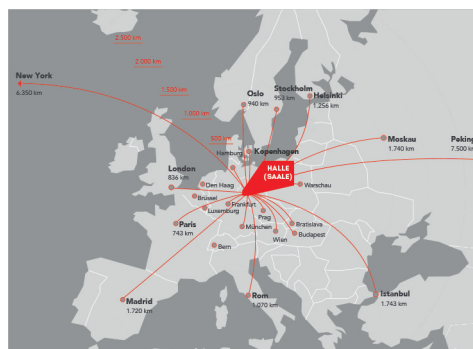 2.500 km
2.000 km
1.500 km
1.000 km
500 km
New York
6.350 km
Oslo
940 km
Stockholm
953 km
Helsinki
1.256 km
Hamburg
Kopenhagen
Moskau
1.740 km
Peking
7.500 km
HALLE
(SAALE)
London
836 km
Den Haag
Warschau
Brüssel
Luxemburg
Frankfurt
Prag
Paris
743 km
München
Bratislava
Budapest
Wien
Bern
Madrid
1.720 km
Rom
1.070 km
Istanbul
1.743 km